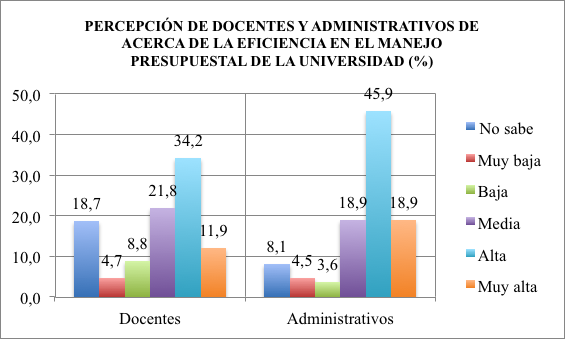 PERCEPCIÓN DE DOCENTES Y ADMINISTRATIVOS DE
ACERCA DE LA EFICIENCIA EN EL MANEJO
PRESUPUESTAL DE LA UNIVERSIDAD (%)
50,0
40,0
30,0
20,0
10,0
0,0
18,7
4,7
8,8
21,8
34,2
11,9
8,1
4,5
3,6
18,9
45,9
18,9
Docentes
Administrativos
No sabe
Muy baja
Baja
Media
Alta
Muy alta